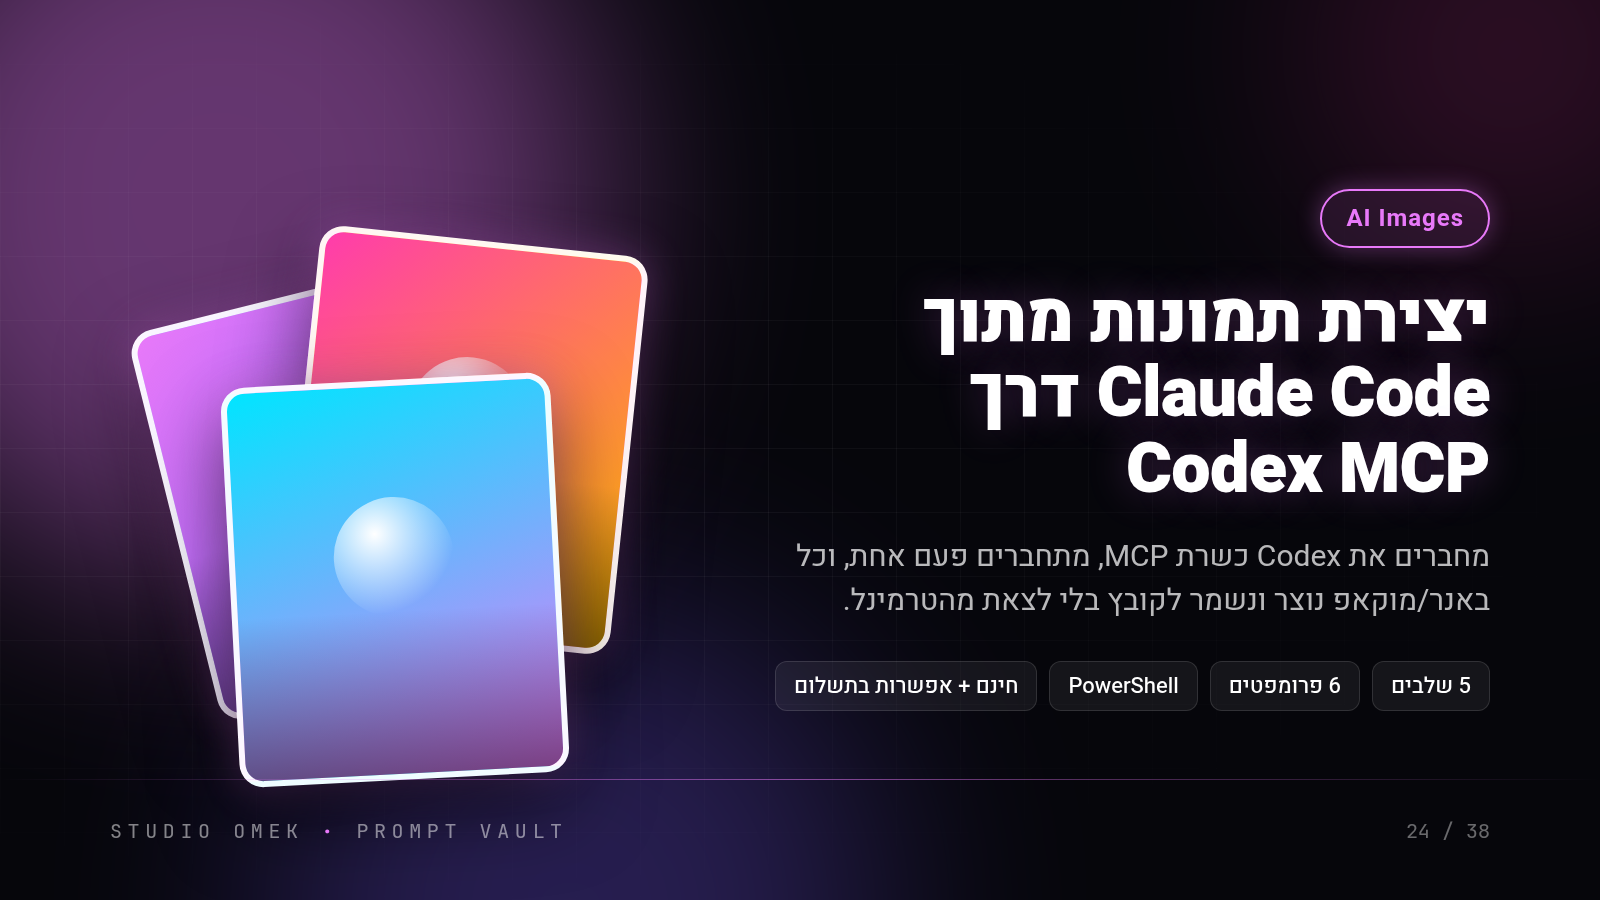 AI Images
יצירת תמונות מתוך
Claude Code דרך
Codex MCP
מחברים את Codex כשרת MCP, מתחברים פעם אחת, וכל
באנר/מוקאפ נוצר ונשמר לקובץ בלי לצאת מהטרמינל.
5 שלבים
6 פרומפטים
PowerShell
חינם + אפשרות בתשלום
STUDIO OMEK • PROMPT VAULT
24 / 38